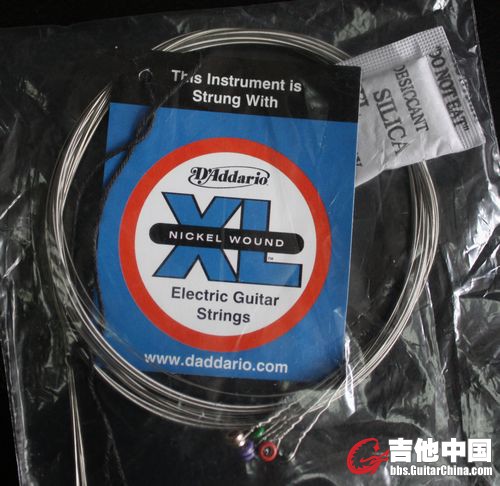 This Instrument is
Strung With
D'Addario
XL
NICKEL WOUND
™
Electric Guitar
Strings
www.daddario.com
DO NOT EAT
DESICCANT
SILICA
吉他中国
bbs.GuitarChina.com